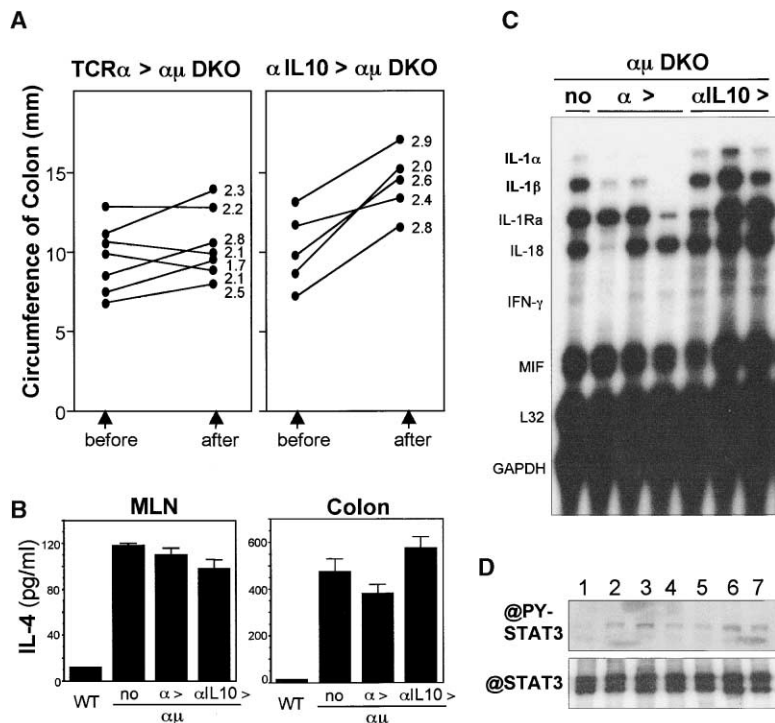 A
TCRα > αμ DKO
α IL10 > αμ DKO
Circumference of Colon (mm)
15
10
5
0
2.3
2.2
2.8
2.1
1.7
2.1
2.5
2.9
2.0
2.6
2.4
2.8
before
after
before
after
B
MLN
Colon
IL-4 (pg/ml)
120
80
40
0
600
400
200
0
WT
no
α >
αIL10 >
αμ
WT
no
α >
αIL10 >
αμ
C
αμ DKO
no
α >
αIL10 >
IL-1α
IL-1β
IL-1Ra
IL-18
IFN-γ
MIF
L32
GAPDH
D
1 2 3 4 5 6 7
@PY-
STAT3
@STAT3